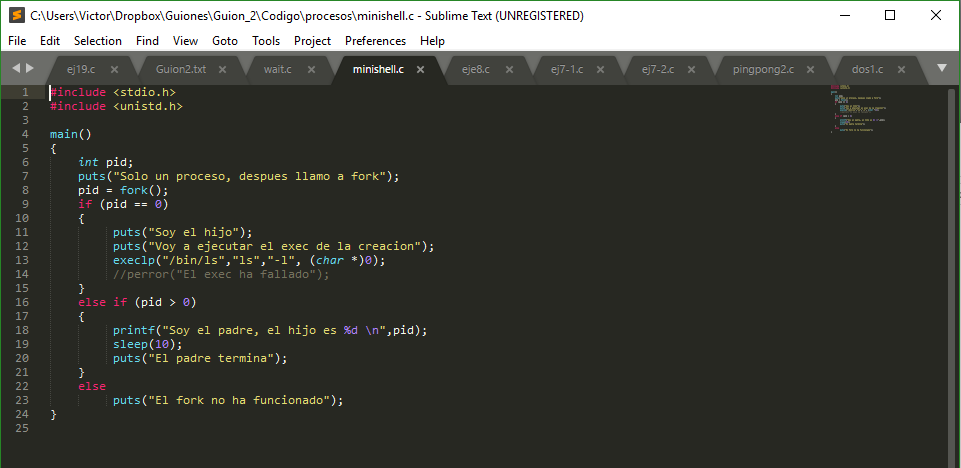 C:\Users\Victor\Dropbox\Guiones\Guion_2\Codigo\procesos\minishell.c - Sublime Text (UNREGISTERED)
File Edit Selection Find View Goto Tools Project Preferences Help
ej19.c Guion2.txt wait.c minishell.c eje8.c ej7-1.c ej7-2.c pingpong2.c dos1.c
1 #include <stdio.h>
2 #include <unistd.h>
3
4 main()
5 {
6 int pid;
7 puts("Solo un proceso, despues llamo a fork");
8 pid = fork();
9 if (pid == 0)
10 {
11 puts("Soy el hijo");
12 puts("Voy a ejecutar el exec de la creacion");
13 execlp("/bin/ls","ls","-l", (char *)0);
14 //perror("El exec ha fallado");
15 }
16 else if (pid > 0)
17 {
18 printf("Soy el padre, el hijo es %d \n",pid);
19 sleep(10);
20 puts("El padre termina");
21 }
22 else
23 puts("El fork no ha funcionado");
24 }
25